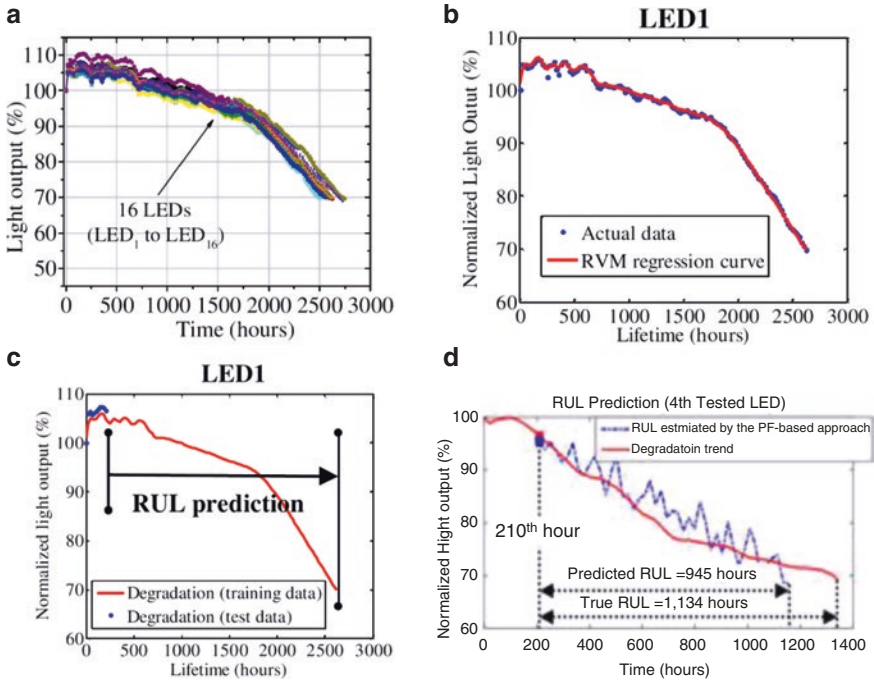 a
Light output (%)
110
100
90
80
70
60
50
16 LEDs
(LED1 to LED16)
0 500 1000 1500 2000 2500 3000
Time (hours)
b
LED1
Normalized Light Outut (%)
110
100
90
80
70
60
Actual data
RVM regression curve
0 500 1000 1500 2000 2500 3000
Lifetime (hours)
c
LED1
Normalized light output (%)
110
100
90
80
70
60
RUL prediction
Degradation (training data)
Degradation (test data)
0 500 1000 1500 2000 2500 3000
Lifetime (hours)
d
RUL Prediction (4th Tested LED)
Normalized Hight output (%)
100
90
80
70
60
RUL estmiated by the PF-based approach
Degradatoin trend
210th hour
Predicted RUL =945 hours
True RUL =1,134 hours
0 200 400 600 800 1000 1200 1400
Time (hours)